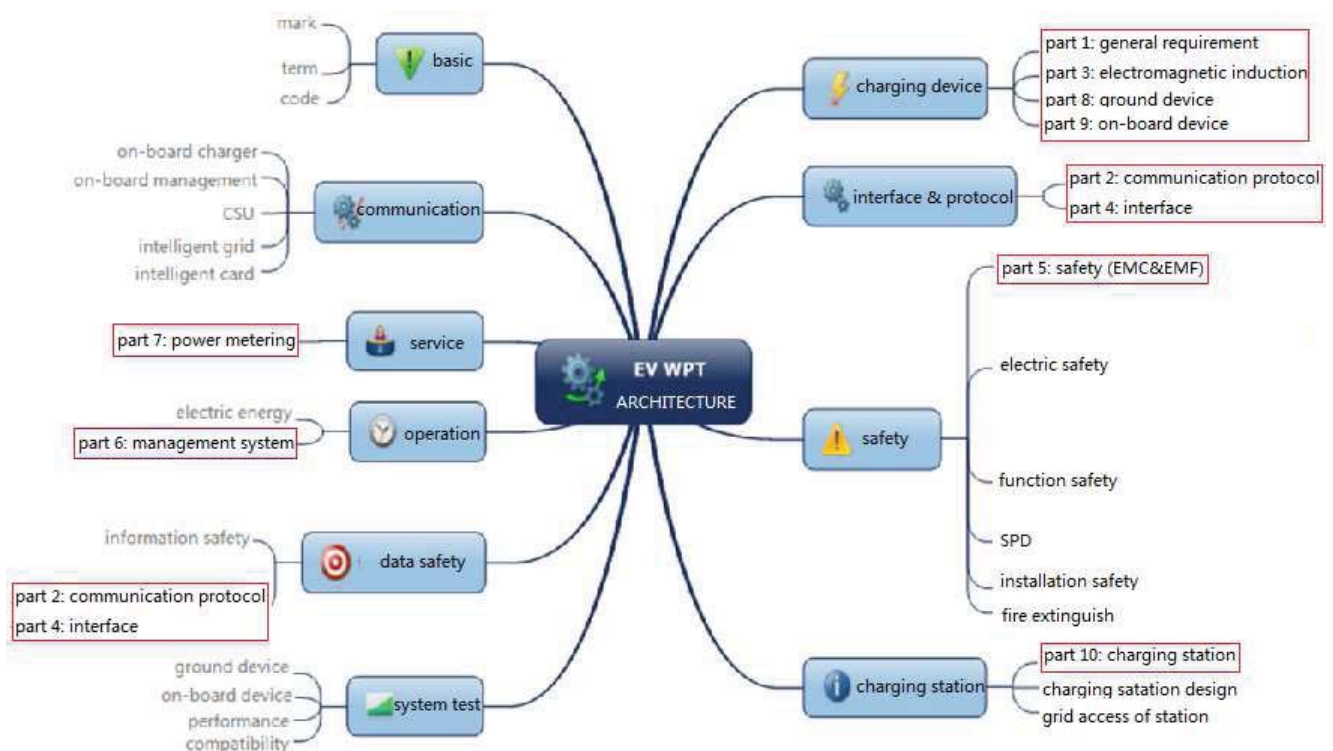 mark
term
code
basic
on-board charger
on-board management
CSU
intelligent grid
intelligent card
communication
part 7: power metering
service
electric energy
part 6: management system
operation
information safety
part 2: communication protocol
part 4: interface
data safety
ground device
on-board device
performance
compatibility
system test
EV WPT
ARCHITECTURE
charging device
part 1: general requirement
part 3: electromagnetic induction
part 8: ground device
part 9: on-board device
interface & protocol
part 2: communication protocol
part 4: interface
safety
part 5: safety (EMC&EMF)
electric safety
function safety
SPD
installation safety
fire extinguish
charging station
part 10: charging station
charging satation design
grid access of station